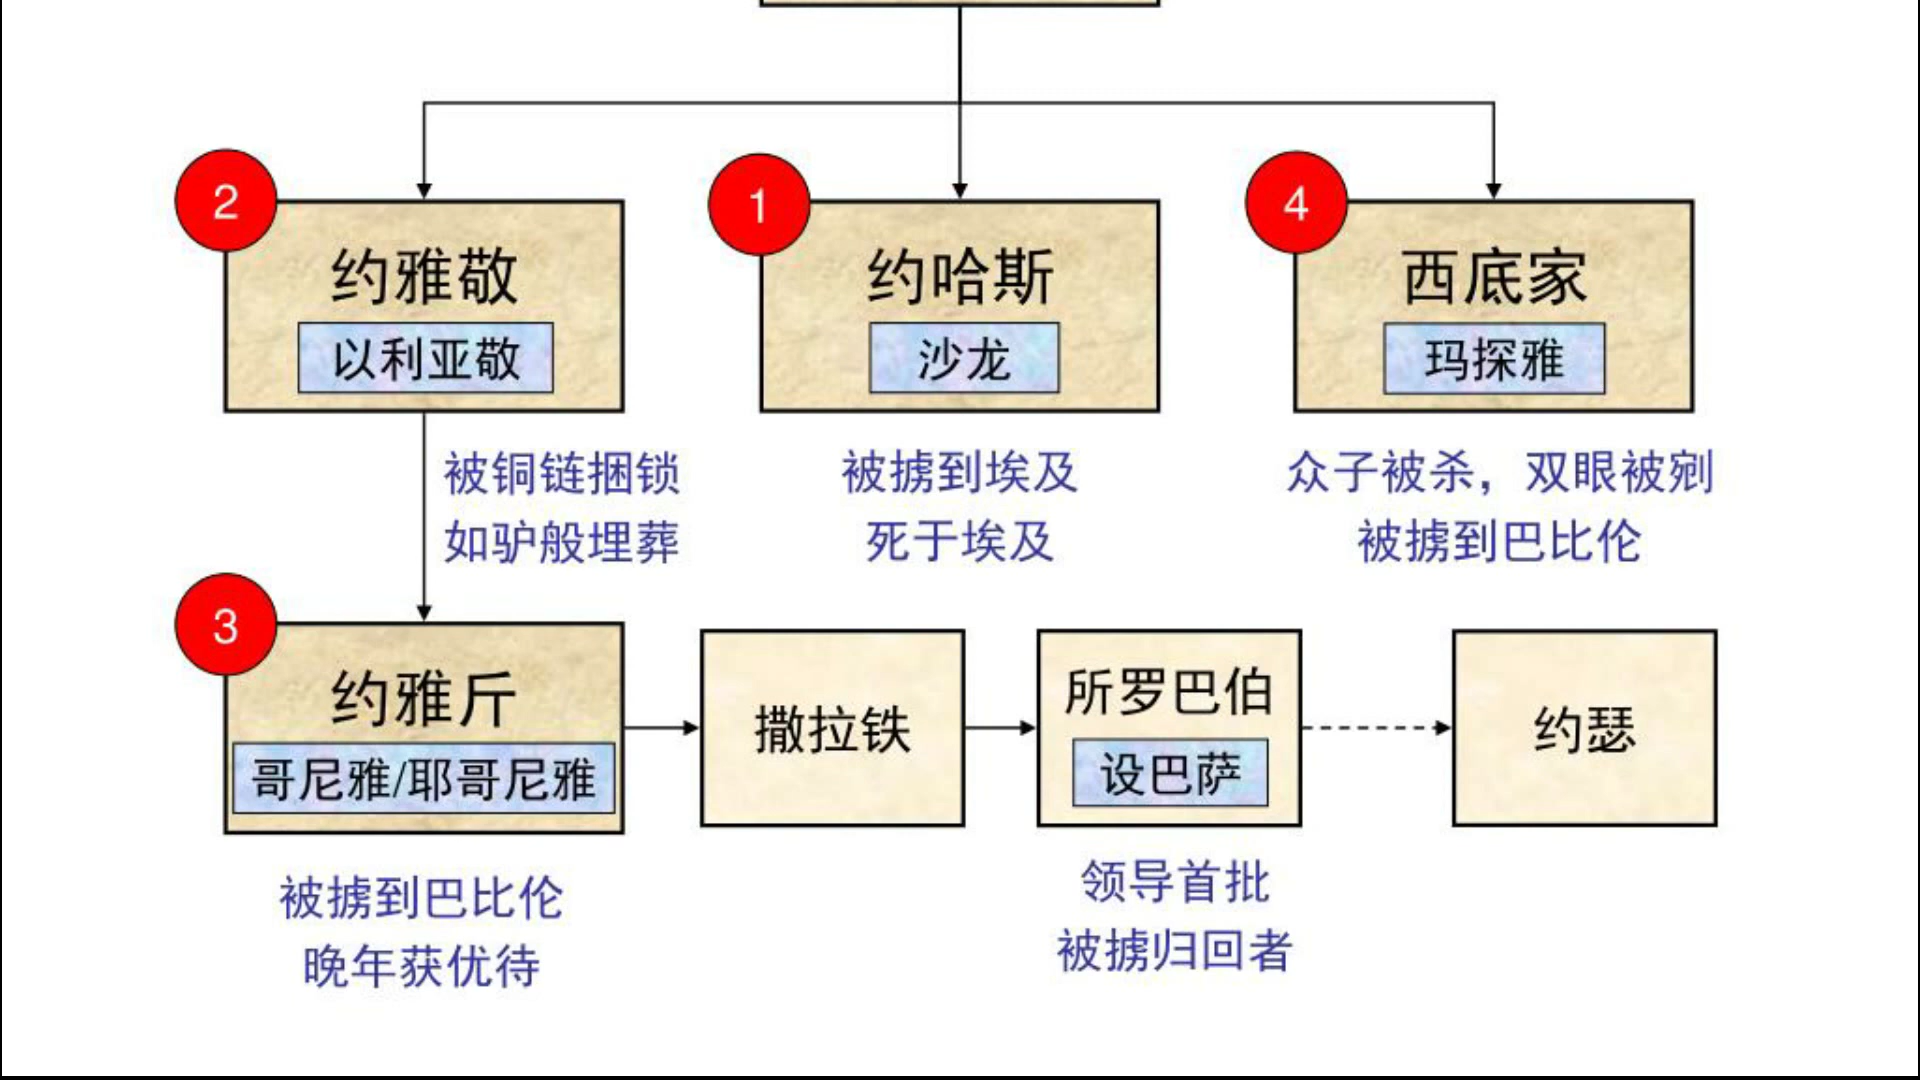 2
约雅敬
以利亚敬
1
约哈斯
沙龙
4
西底家
玛探雅
被铜链捆锁
如驴般埋葬
被掳到埃及
死于埃及
众子被杀，双眼被剜
被掳到巴比伦
3
约雅斤
哥尼雅/耶哥尼雅
撒拉铁
所罗巴伯
设巴萨
约瑟
被掳到巴比伦
晚年获优待
领导首批
被掳归回者